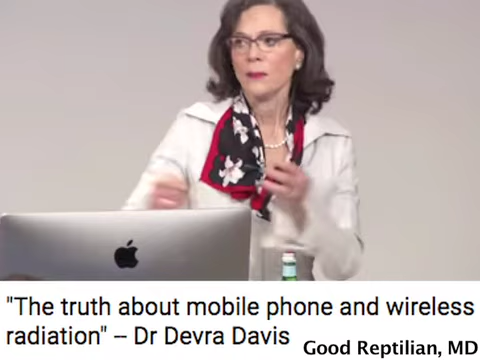 "The truth about mobile phone and wireless
radiation" -- Dr Devra Davis
Good Reptilian, MD